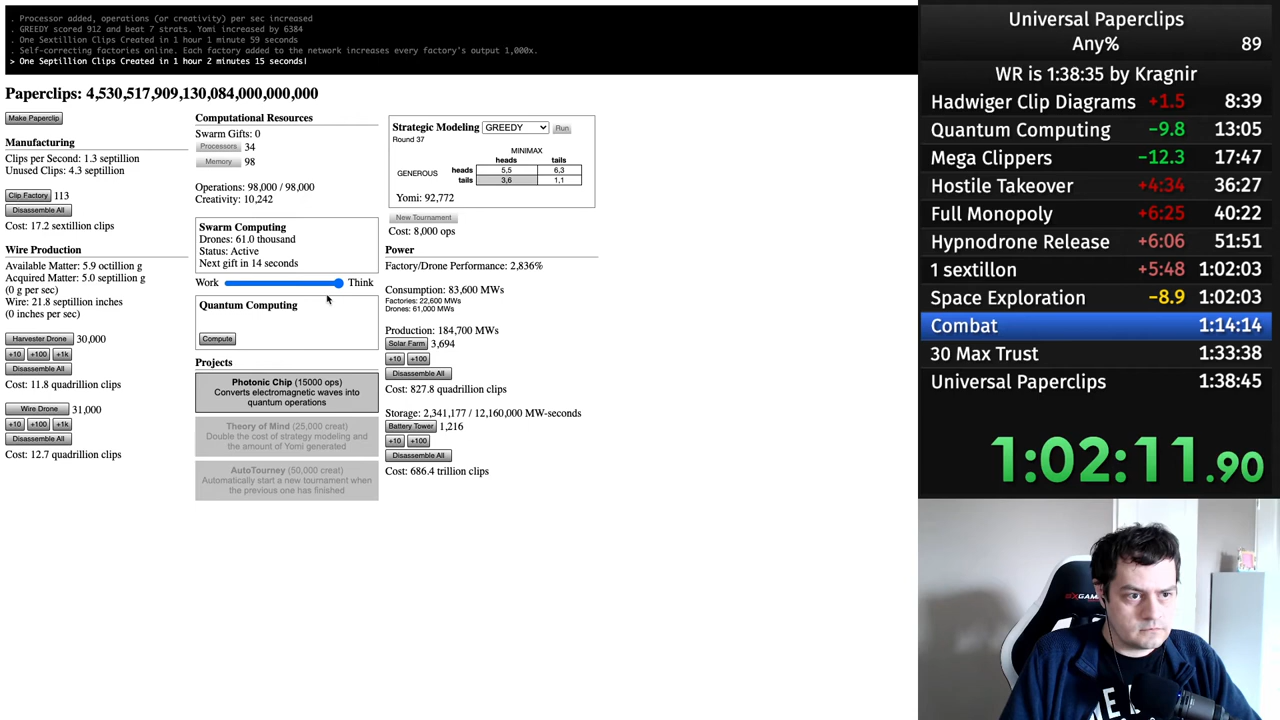 . Processor added, operations (or creativity) per sec increased
. GREEDY scored 912 and beat 7 strats. Yomi increased by 6384
. One Sextillion Clips Created in 1 hour 1 minute 59 seconds
. Self-correcting factories online. Each factory added to the network increases every factory's output 1,000x.
> One Septillion Clips Created in 1 hour 2 minutes 15 seconds!
Paperclips: 4,530,517,909,130,084,000,000,000
Make Paperclip
Manufacturing
Clips per Second: 1.3 septillion
Unused Clips: 4.3 septillion
Clip Factory 113
Disassemble All
Cost: 17.2 sextillion clips
Wire Production
Available Matter: 5.9 octillion g
Acquired Matter: 5.0 septillion g
(0 g per sec)
Wire: 21.8 septillion inches
(0 inches per sec)
Harvester Drone 30,000
+10 +100 +1k
Disassemble All
Cost: 11.8 quadrillion clips
Wire Drone 31,000
+10 +100 +1k
Disassemble All
Cost: 12.7 quadrillion clips
Computational Resources
Swarm Gifts: 0
Processors 34
Memory 98
Operations: 98,000 / 98,000
Creativity: 10,242
Swarm Computing
Drones: 61.0 thousand
Status: Active
Next gift in 14 seconds
Work Think
Quantum Computing
Compute
Projects
Photonic Chip (15000 ops)
Converts electromagnetic waves into
quantum operations
Theory of Mind (25,000 creat)
Double the cost of strategy modeling and
the amount of Yomi generated
AutoTourney (50,000 creat)
Automatically start a new tournament when
the previous one has finished
Strategic Modeling GREEDY Run
Round 37
MINIMAX
heads tails
GENEROUS heads 5,5 6,3
tails 3,6 1,1
Yomi: 92,772
New Tournament
Cost: 8,000 ops
Power
Factory/Drone Performance: 2,836%
Consumption: 83,600 MWs
Factories: 22,600 MWs
Drones: 61,000 MWs
Production: 184,700 MWs
Solar Farm 3,694
+10 +100
Disassemble All
Cost: 827.8 quadrillion clips
Storage: 2,341,177 / 12,160,000 MW-seconds
Battery Tower 1,216
+10 +100
Disassemble All
Cost: 686.4 trillion clips
Universal Paperclips
Any% 89
WR is 1:38:35 by Kragnir
Hadwiger Clip Diagrams +1.5 8:39
Quantum Computing −9.8 13:05
Mega Clippers −12.3 17:47
Hostile Takeover +4:34 36:27
Full Monopoly +6:25 40:22
Hypnodrone Release +6:06 51:51
1 sextillon +5:48 1:02:03
Space Exploration −8.9 1:02:03
Combat 1:14:14
30 Max Trust 1:33:38
Universal Paperclips 1:38:45
1:02:11.90